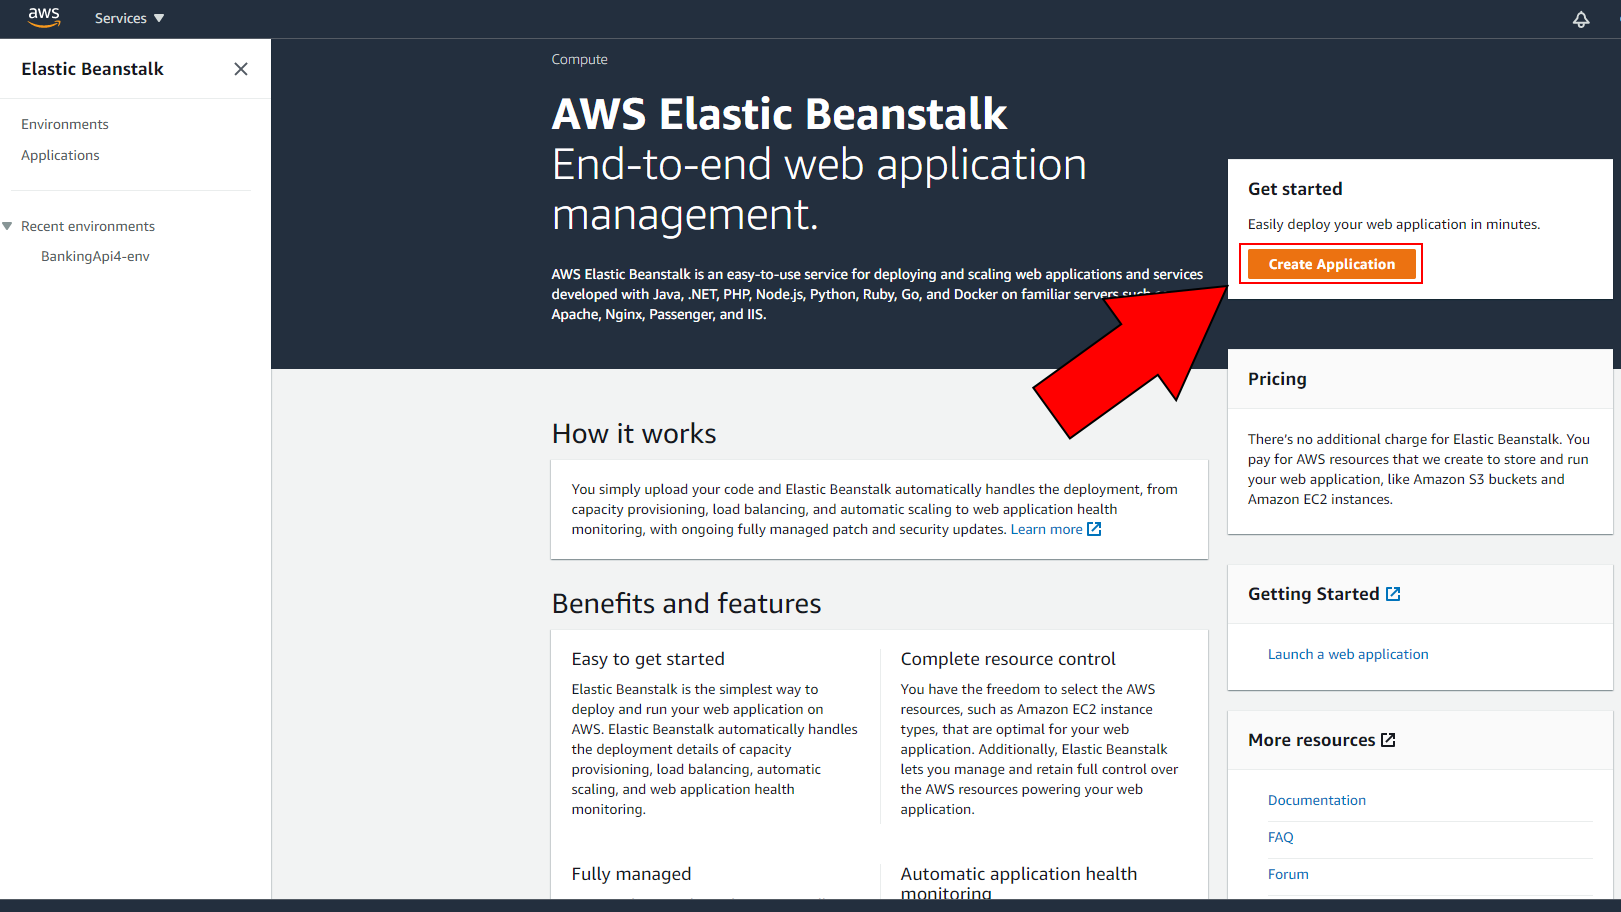 aws
Services
Elastic Beanstalk
Environments
Applications
Recent environments
BankingApi4-env
Compute
AWS Elastic Beanstalk
End-to-end web application
management.
AWS Elastic Beanstalk is an easy-to-use service for deploying and scaling web applications and services
developed with Java, .NET, PHP, Node.js, Python, Ruby, Go, and Docker on familiar servers such
Apache, Nginx, Passenger, and IIS.
Get started
Easily deploy your web application in minutes.
Create Application
How it works
You simply upload your code and Elastic Beanstalk automatically handles the deployment, from
capacity provisioning, load balancing, and automatic scaling to web application health
monitoring, with ongoing fully managed patch and security updates. Learn more
Benefits and features
Easy to get started
Elastic Beanstalk is the simplest way to
deploy and run your web application on
AWS. Elastic Beanstalk automatically handles
the deployment details of capacity
provisioning, load balancing, automatic
scaling, and web application health
monitoring.
Complete resource control
You have the freedom to select the AWS
resources, such as Amazon EC2 instance
types, that are optimal for your web
application. Additionally, Elastic Beanstalk
lets you manage and retain full control over
the AWS resources powering your web
application.
Fully managed
Automatic application health
monitoring
Pricing
There's no additional charge for Elastic Beanstalk. You
pay for AWS resources that we create to store and run
your web application, like Amazon S3 buckets and
Amazon EC2 instances.
Getting Started
Launch a web application
More resources
Documentation
FAQ
Forum